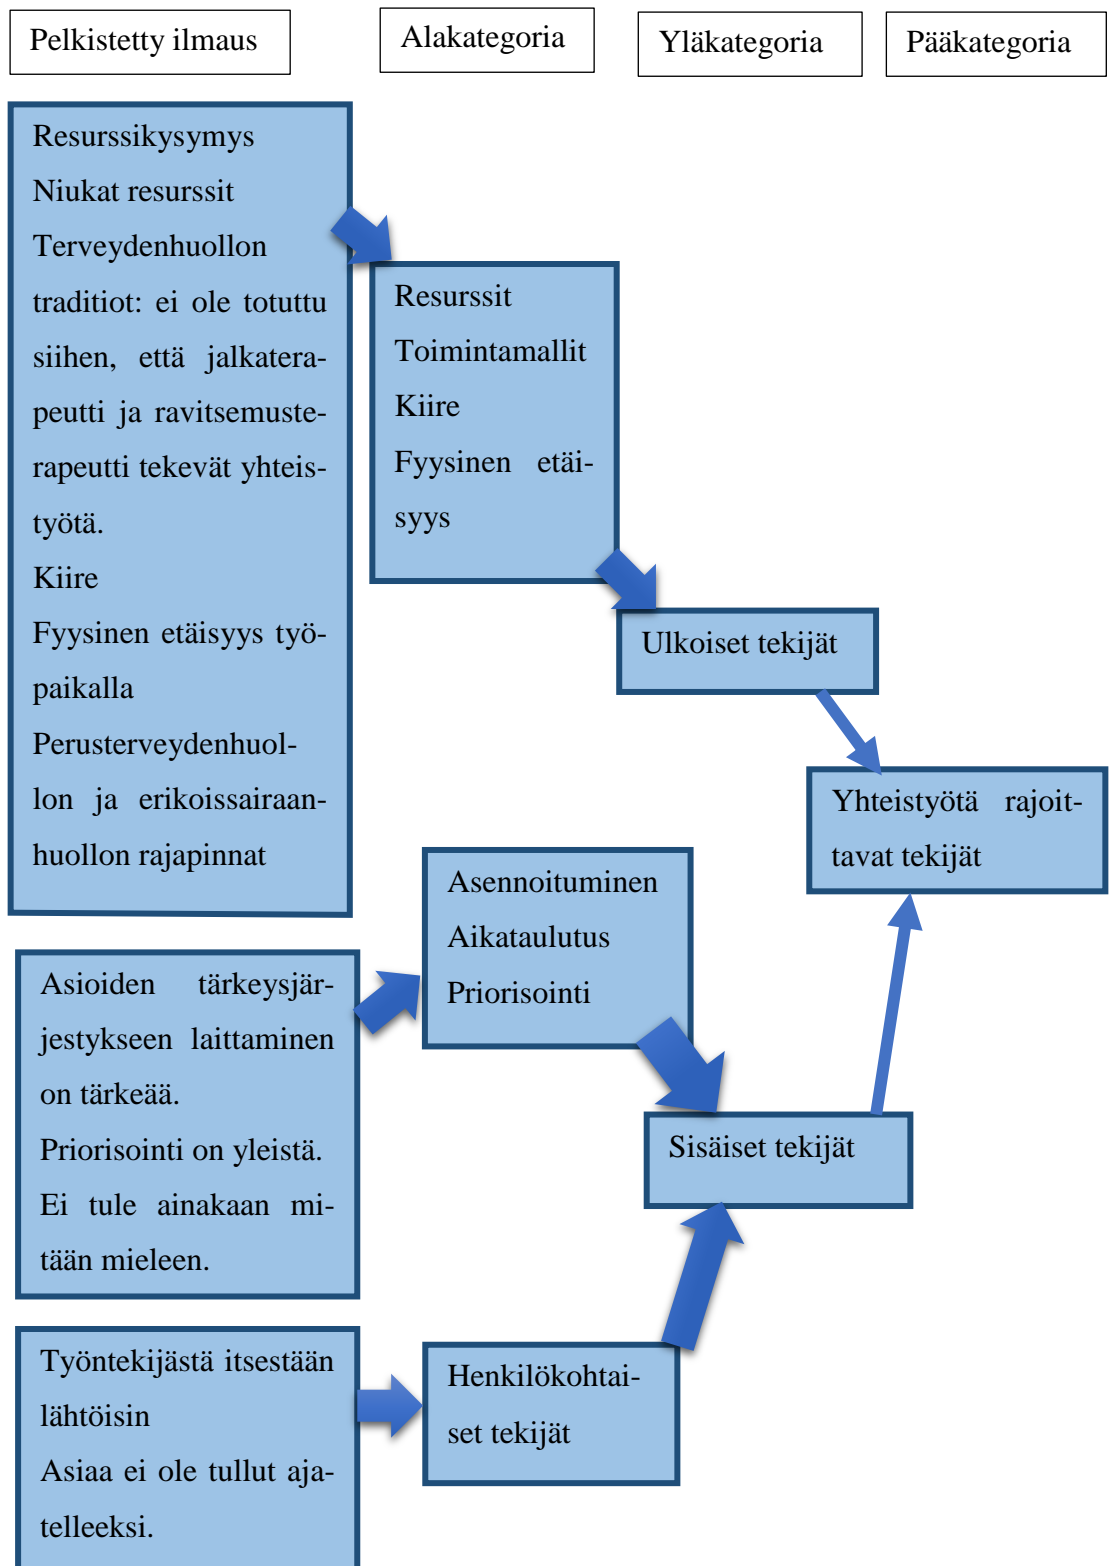 Pelkistetty ilmaus
Alakategoria
Yläkategoria
Pääkategoria
Resurssikysymys
Niukat resurssit
Terveydenhuollon
traditiot: ei ole totuttu
siihen, että jalkatera-
peutti ja ravitsemuste-
rapeutti tekevät yhteis-
työtä.
Kiire
Fyysinen etäisyys työ-
paikalla
Perusterveydenhuol-
lon ja erikoissairaan-
huollon rajapinnat
Resurssit
Toimintamallit
Kiire
Fyysinen etäi-
syys
Ulkoiset tekijät
Yhteistyötä rajoit-
tavat tekijät
Asennoituminen
Aikataulutus
Priorisointi
Asioiden tärkeysjär-
jestykseen laittaminen
on tärkeää.
Priorisointi on yleistä.
Ei tule ainakaan mi-
tään mieleen.
Sisäiset tekijät
Työntekijästä itsestään
lähtöisin
Asiaa ei ole tullut aja-
telleeksi.
Henkilökohtai-
set tekijät